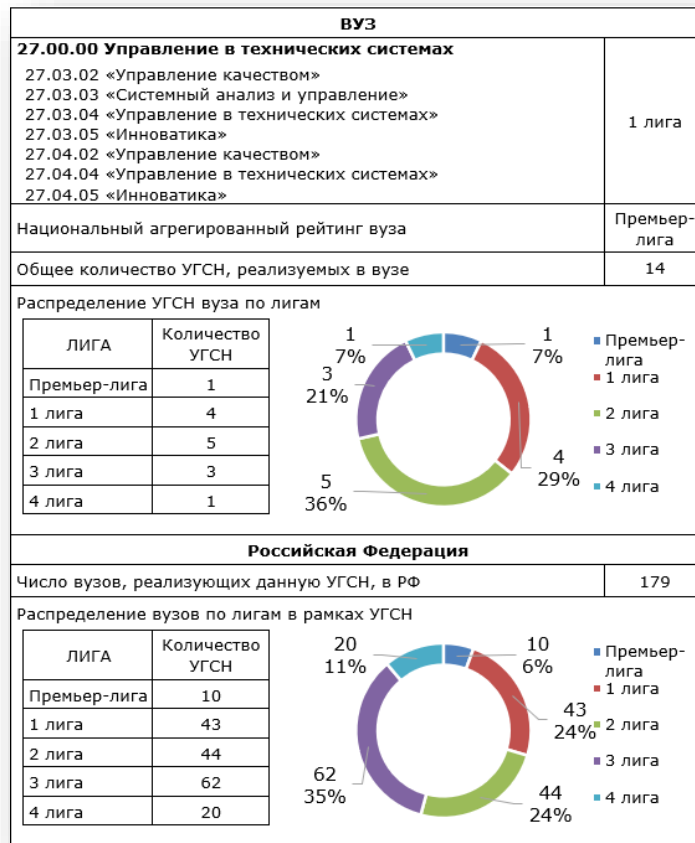 ВУЗ
27.00.00 Управление в технических системах
27.03.02 «Управление качеством»
27.03.03 «Системный анализ и управление»
27.03.04 «Управление в технических системах»
27.03.05 «Инноватика»
27.04.02 «Управление качеством»
27.04.04 «Управление в технических системах»
27.04.05 «Инноватика»
1 лига
Национальный агрегированный рейтинг вуза
Премьер-
лига
Общее количество УГСН, реализуемых в вузе
14
Распределение УГСН вуза по лигам
ЛИГА
Количество
УГСН
Премьер-лига 1
1 лига 4
2 лига 5
3 лига 3
4 лига 1
1
7%
1
7%
3
21%
4
29%
5
36%
Премьер-
лига
1 лига
2 лига
3 лига
4 лига
Российская Федерация
Число вузов, реализующих данную УГСН, в РФ
179
Распределение вузов по лигам в рамках УГСН
ЛИГА
Количество
УГСН
Премьер-лига 10
1 лига 43
2 лига 44
3 лига 62
4 лига 20
20
11%
10
6%
43
24%
62
35%
44
24%
Премьер-
лига
1 лига
2 лига
3 лига
4 лига